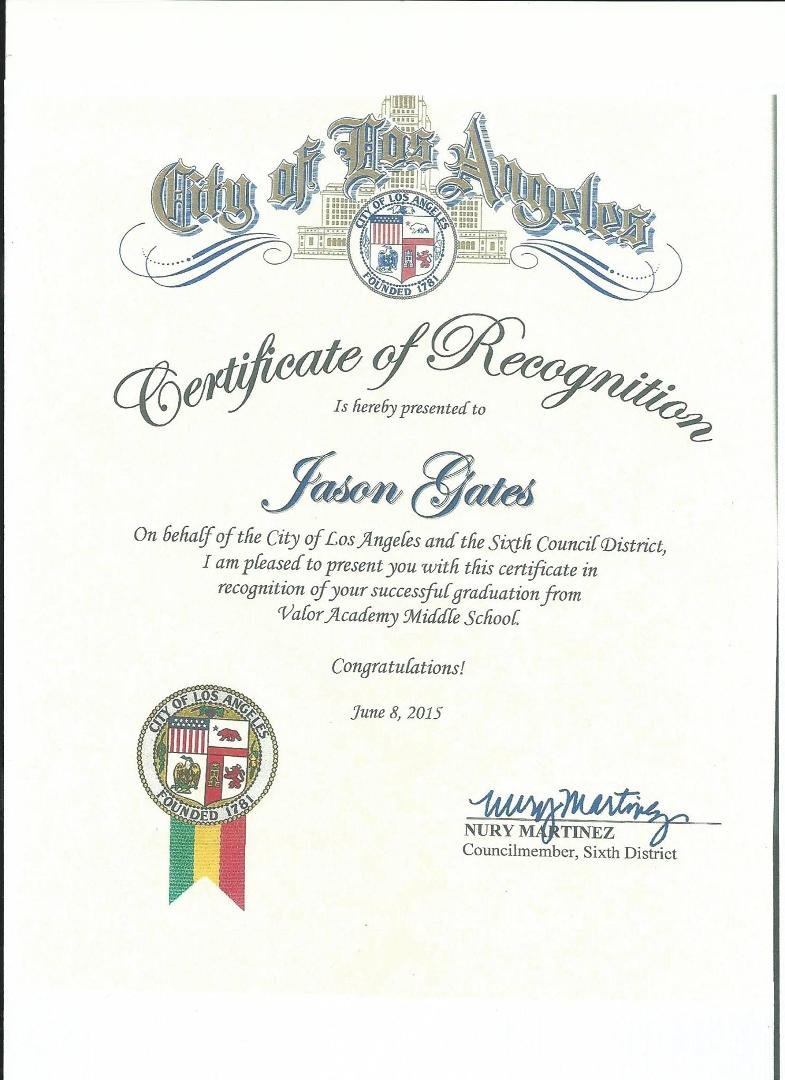 City of Los Angeles
CITY OF LOS ANGELES
FOUNDED 1781
Certificate of Recognition
Is hereby presented to
Jason Gates
On behalf of the City of Los Angeles and the Sixth Council District,
I am pleased to present you with this certificate in
recognition of your successful graduation from
Valor Academy Middle School.
Congratulations!
June 8, 2015
CITY OF LOS ANGELES
FOUNDED 1781
Nury Martinez
NURY MARTINEZ
Councilmember, Sixth District